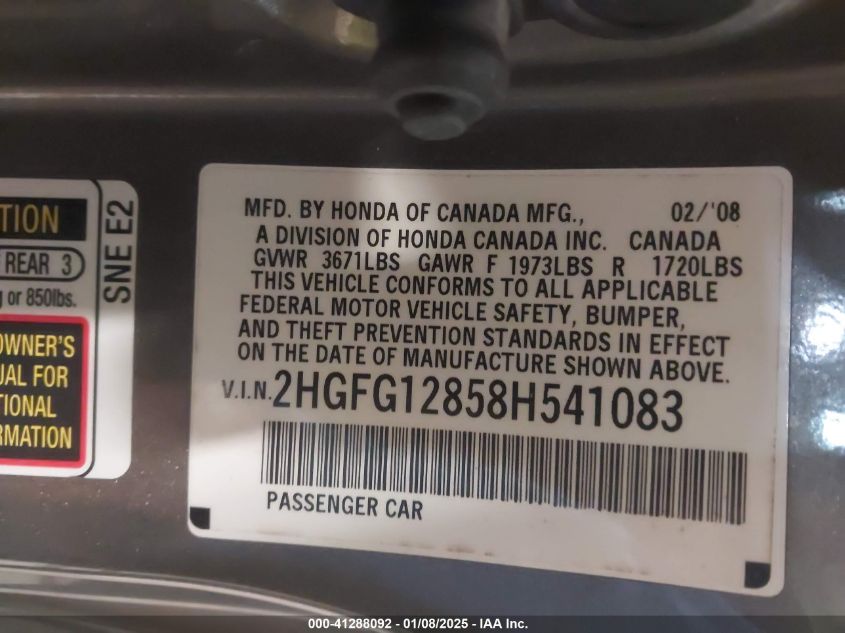 TION
REAR 3
g or 850lbs.
OWNER'S
UAL FOR
TIONAL
RMATION
SNE E2
MFD. BY HONDA OF CANADA MFG., 02/'08
A DIVISION OF HONDA CANADA INC. CANADA
GVWR 3671LBS GAWR F 1973LBS R 1720LBS
THIS VEHICLE CONFORMS TO ALL APPLICABLE
FEDERAL MOTOR VEHICLE SAFETY, BUMPER,
AND THEFT PREVENTION STANDARDS IN EFFECT
ON THE DATE OF MANUFACTURE SHOWN ABOVE.
V.I.N. 2HGFG12858H541083
PASSENGER CAR
000-41288092 - 01/08/2025 - IAA Inc.